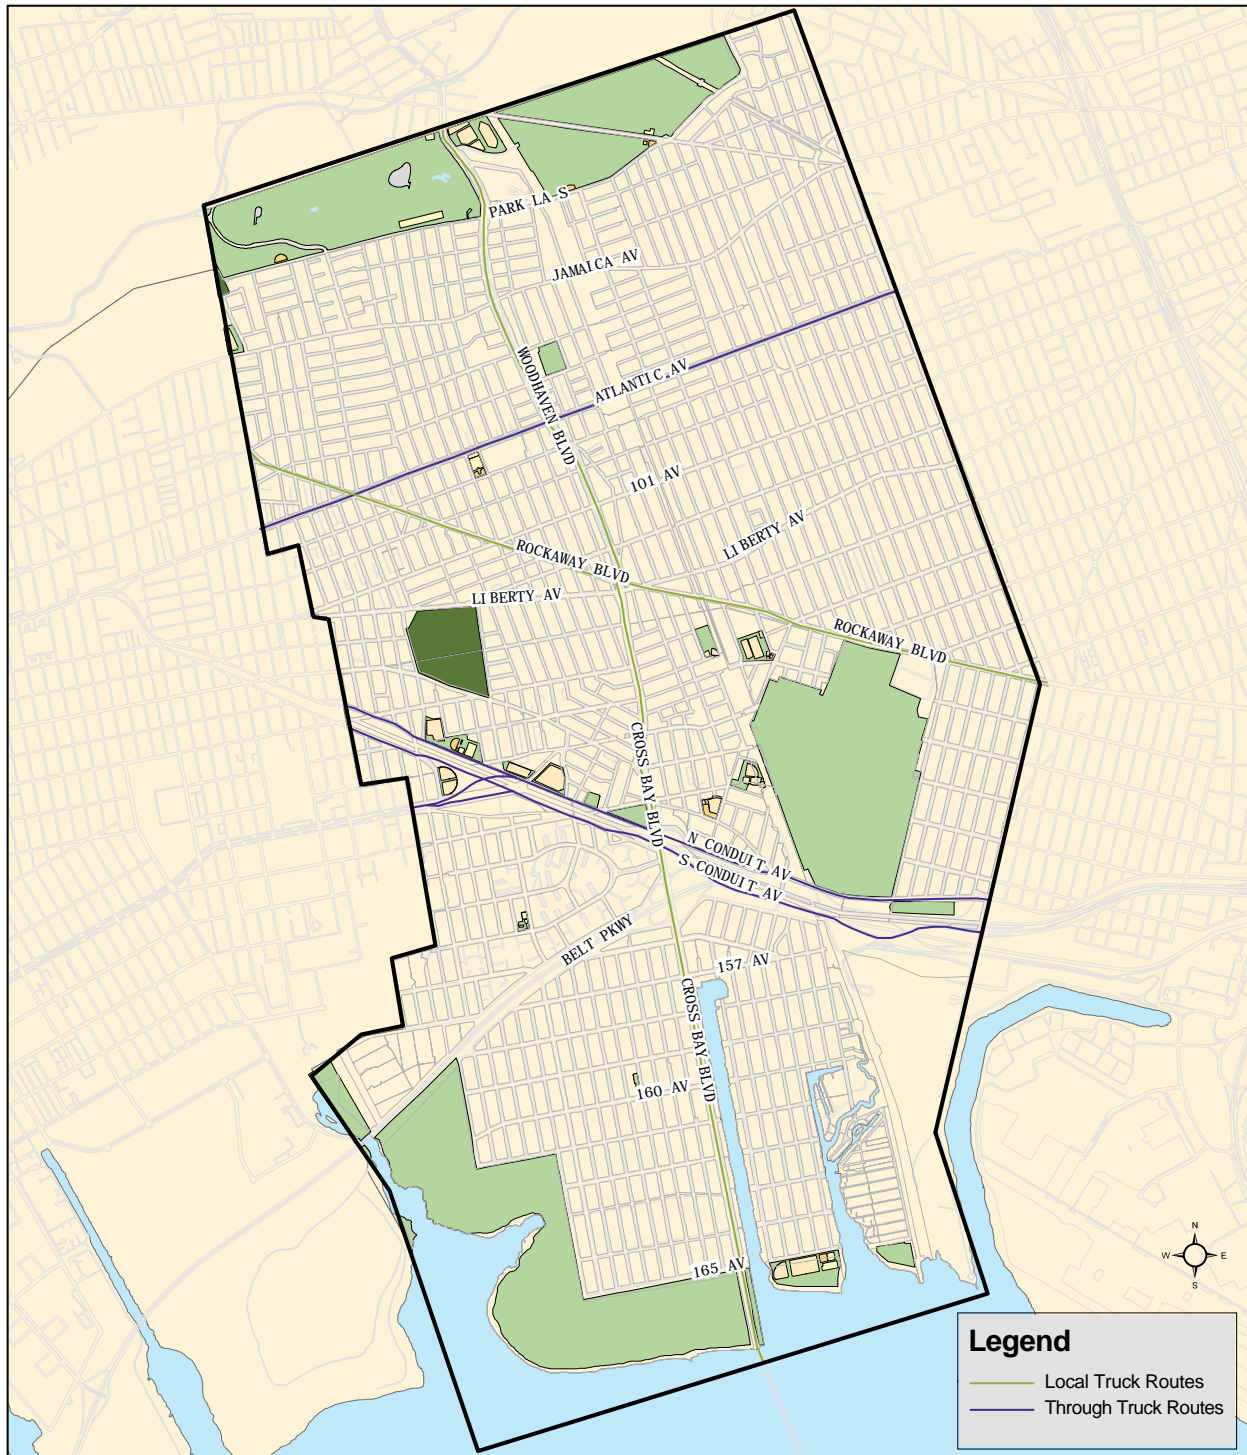 PARK LA S
JAMAICA AV
WOODHAVEN BLVD
ATLANTIC AV
101 AV
LIBERTY AV
ROCKAWAY BLVD
LIBERTY AV
ROCKAWAY BLVD
CROSS BAY BLVD
N CONDUIT AV
S CONDUIT AV
BELT PKWY
157 AV
CROSS BAY BLVD
160 AV
165 AV
N
W E
S
Legend
Local Truck Routes
Through Truck Routes